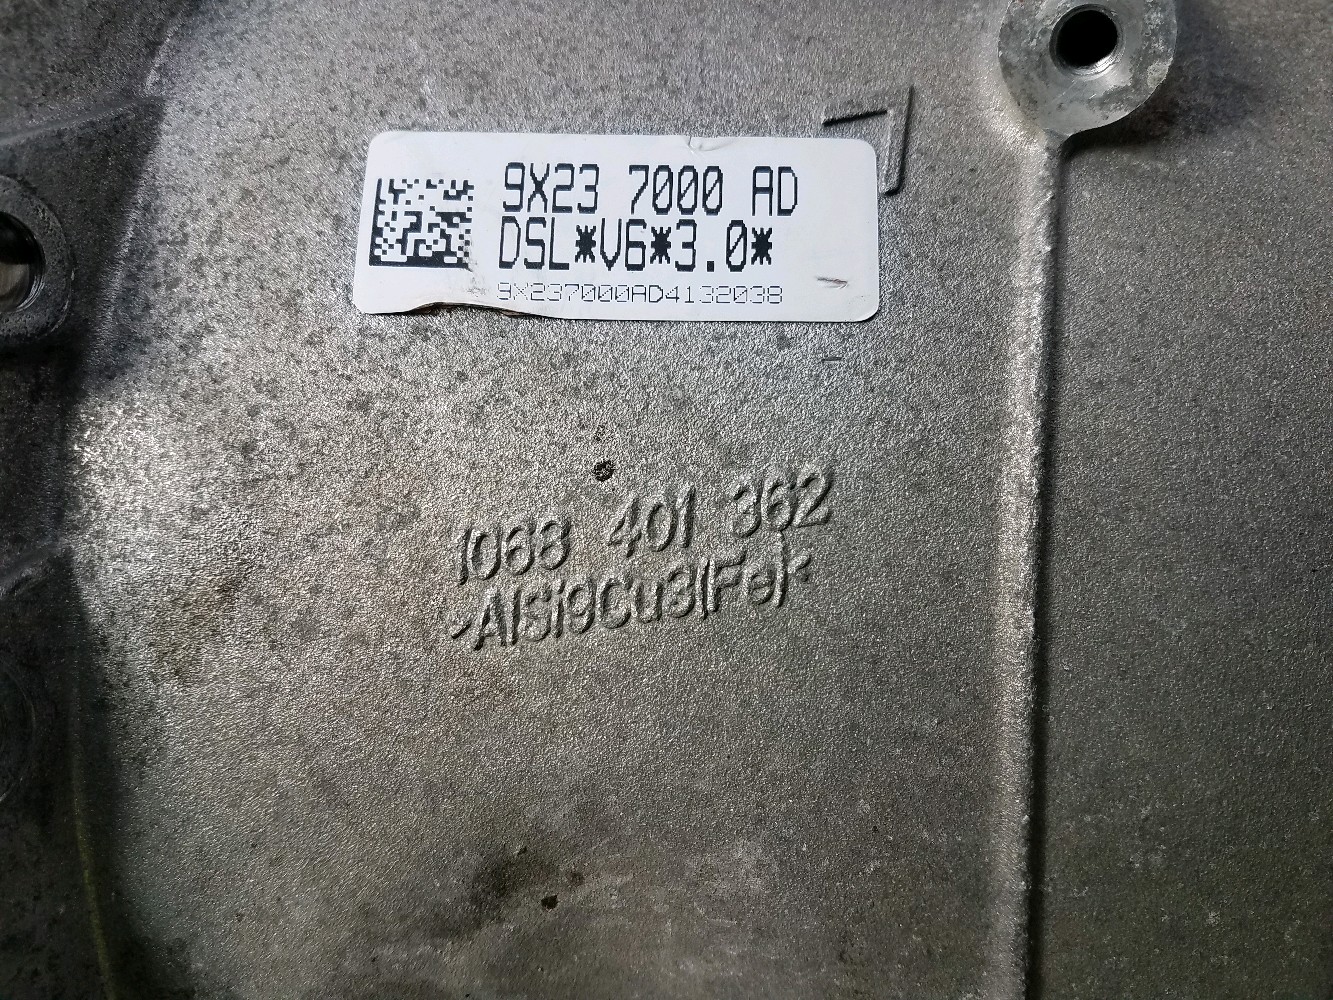 9X23 7000 AD
DSL*V6*3.0*
9X237000AD4132038
1068 401 362
>AlSi9Cu3(Fe)<